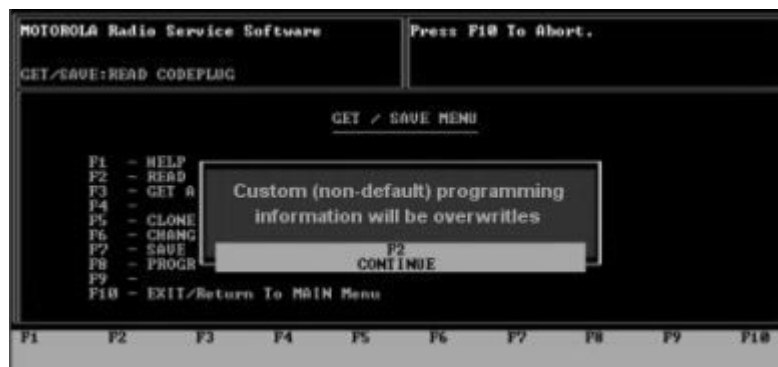 MOTOROLA Radio Service Software
Press F10 To Abort.
GET/SAVE:READ CODEPLUG
GET / SAVE MENU
F1 - HELP
F2 - READ
F3 - GET A
F4 -
F5 - CLONE
F6 - CHANG
F7 - SAVE
F8 - PROGR
F9 -
F10 - EXIT/Return To MAIN Menu
Custom (non-default) programming
information will be overwritles
F2
CONTINUE
F1 F2 F3 F4 F5 F6 F7 F8 F9 F10